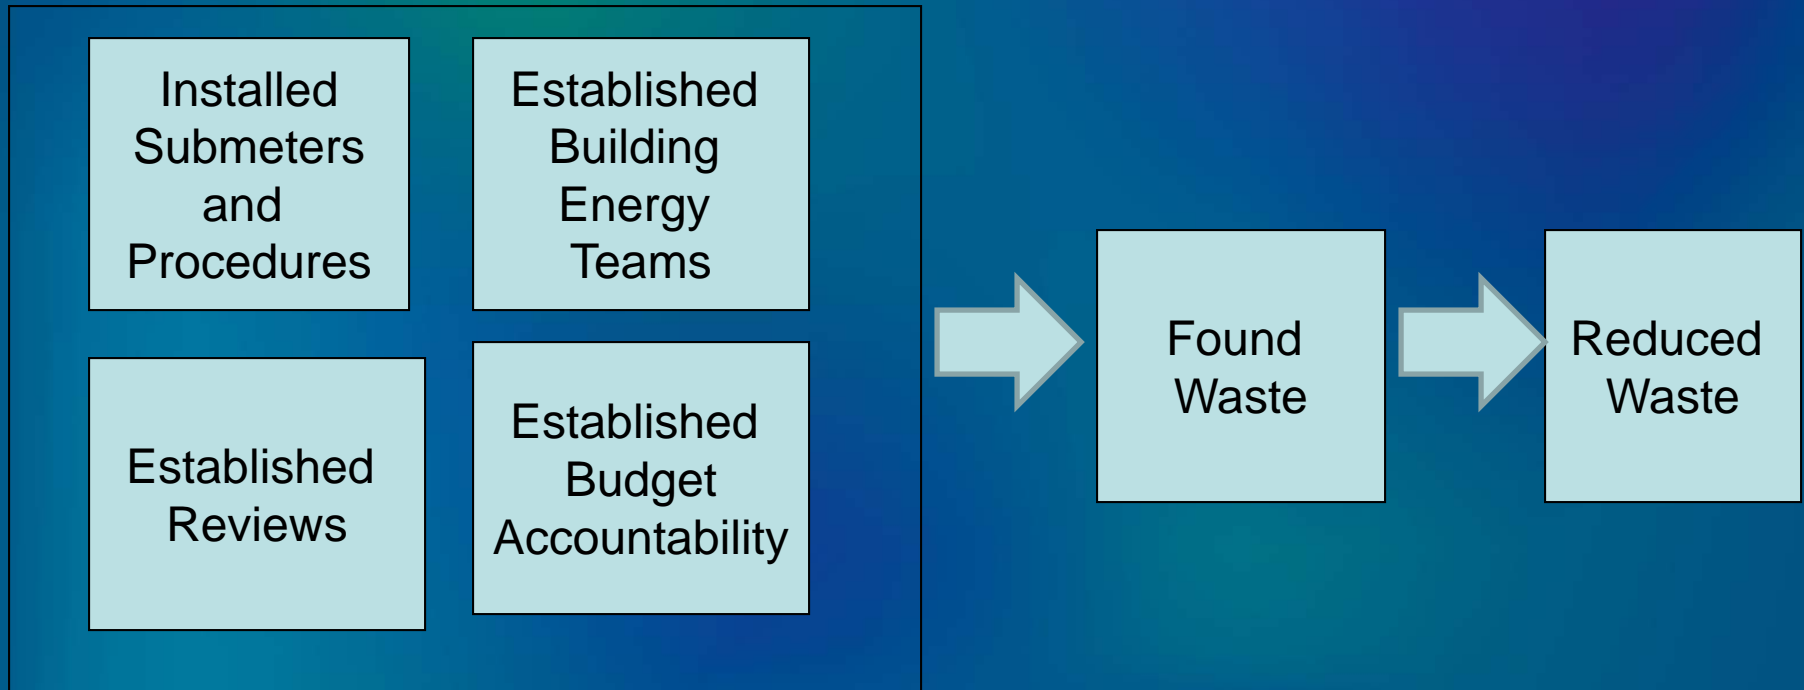 Installed
Submeters
and
Procedures
Established
Building
Energy
Teams
Established
Reviews
Established
Budget
Accountability
Found
Waste
Reduced
Waste